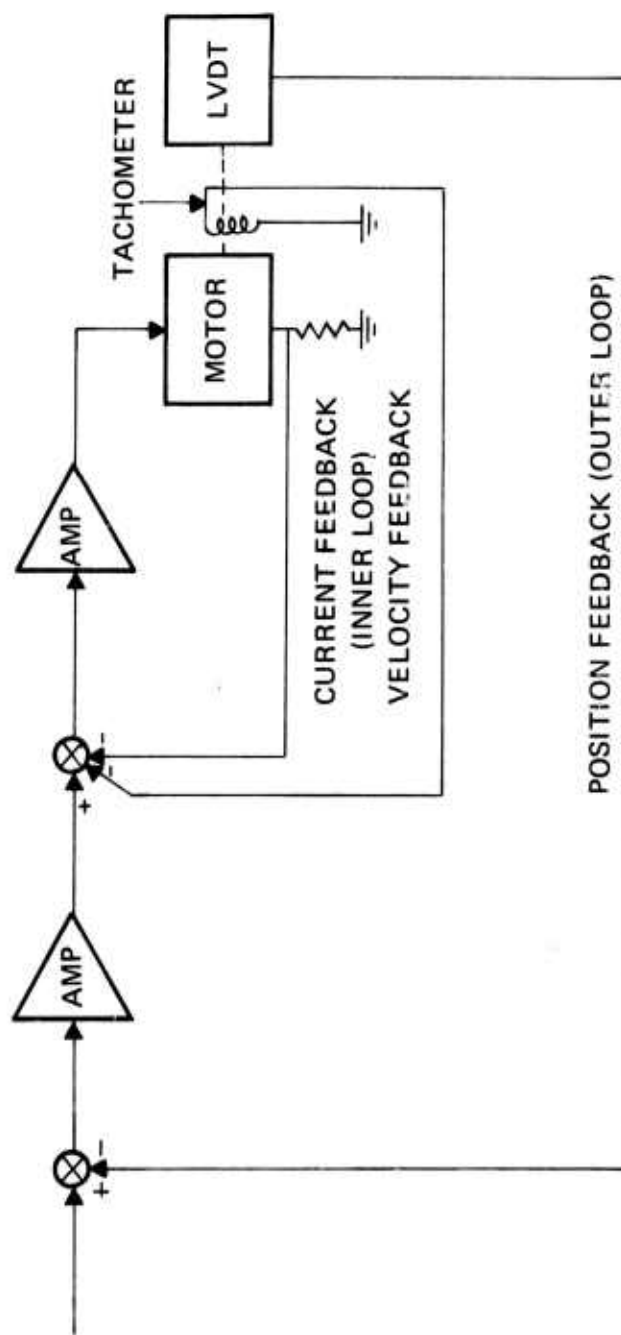 AMP
AMP
TACHOMETER
MOTOR
LVDT
+
-
+
-
-
CURRENT FEEDBACK
(INNER LOOP)
VELOCITY FEEDBACK
POSITION FEEDBACK (OUTER LOOP)